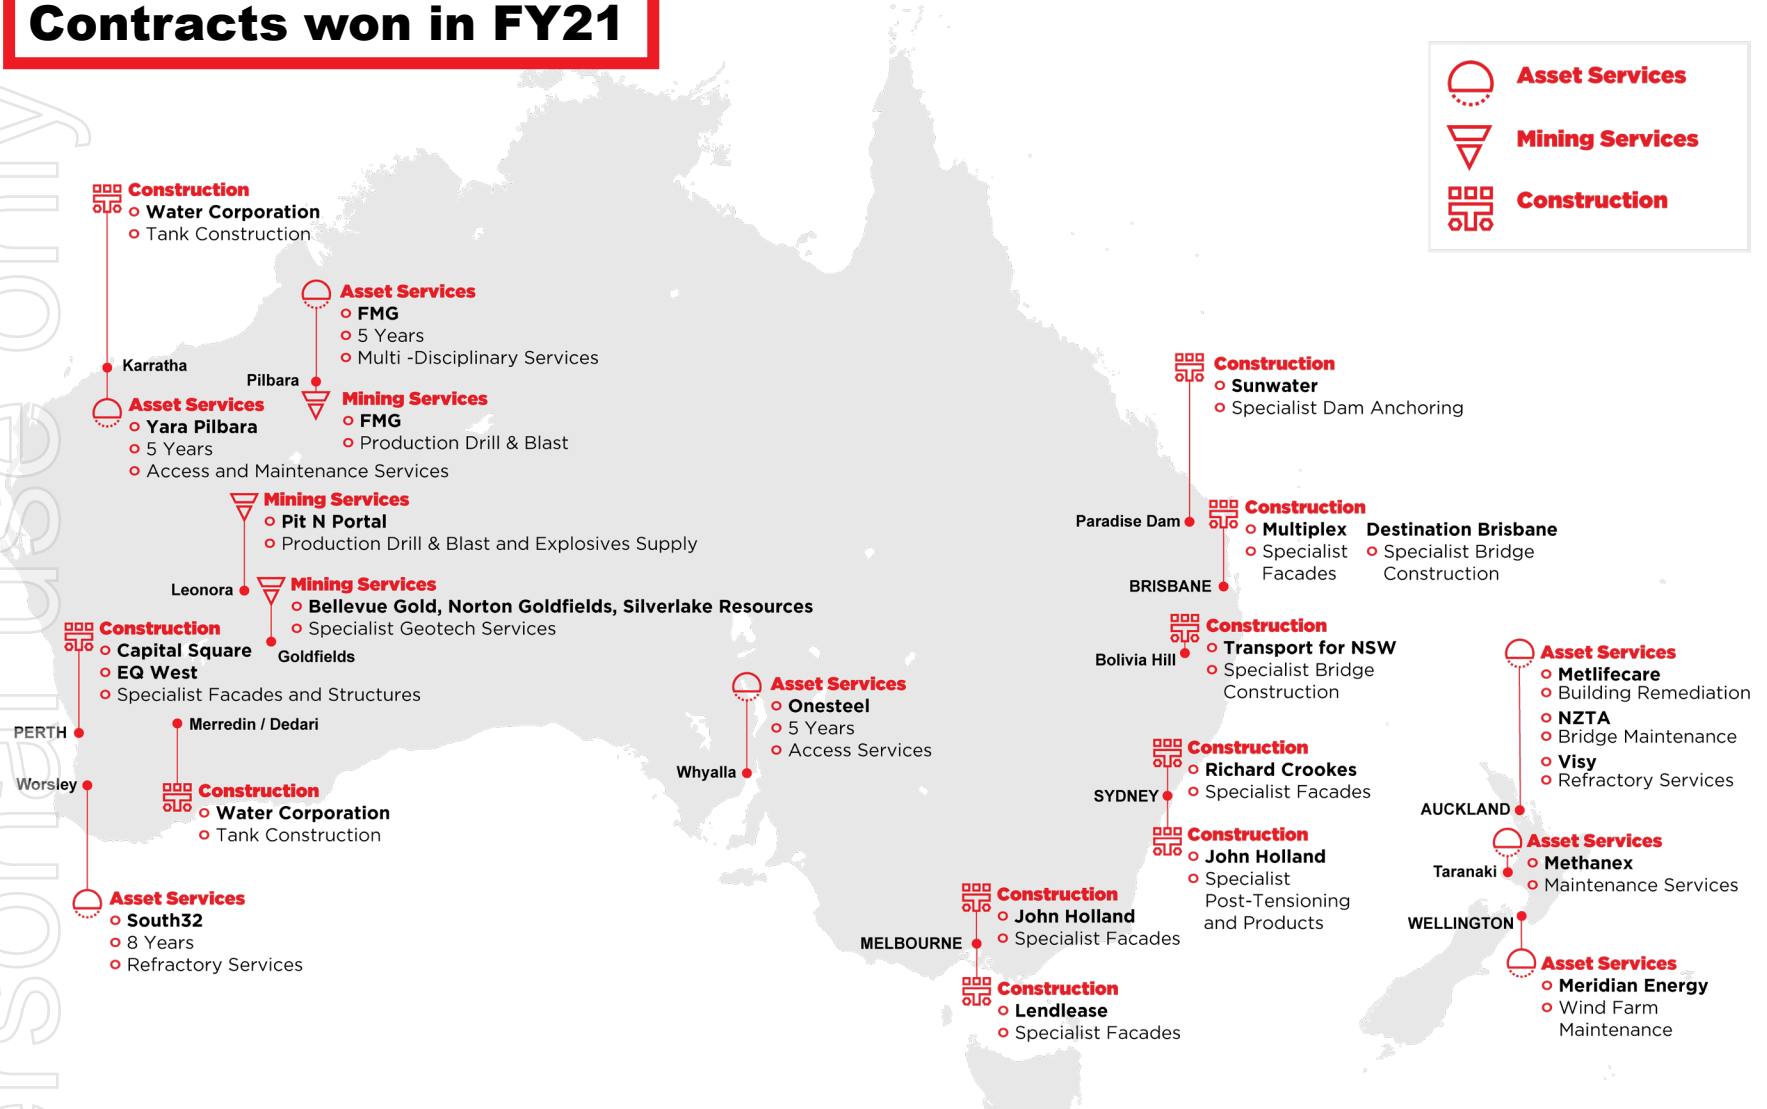 Contracts won in FY21
Asset Services
Mining Services
Construction
Construction
Water Corporation
Tank Construction
Karratha
Asset Services
Yara Pilbara
5 Years
Access and Maintenance Services
Asset Services
FMG
5 Years
Multi -Disciplinary Services
Pilbara
Mining Services
FMG
Production Drill & Blast
Mining Services
Pit N Portal
Production Drill & Blast and Explosives Supply
Leonora
Mining Services
Bellevue Gold, Norton Goldfields, Silverlake Resources
Specialist Geotech Services
Goldfields
Construction
Capital Square
EQ West
Specialist Facades and Structures
PERTH
Merredin / Dedari
Construction
Water Corporation
Tank Construction
Worsley
Asset Services
South32
8 Years
Refractory Services
Asset Services
Onesteel
5 Years
Access Services
Whyalla
Construction
Sunwater
Specialist Dam Anchoring
Paradise Dam
Construction
Multiplex Destination Brisbane
Specialist Specialist Bridge
Facades Construction
BRISBANE
Construction
Transport for NSW
Specialist Bridge
Construction
Bolivia Hill
Construction
Richard Crookes
Specialist Facades
SYDNEY
Construction
John Holland
Specialist
Post-Tensioning
and Products
Construction
John Holland
Specialist Facades
MELBOURNE
Construction
Lendlease
Specialist Facades
Asset Services
Metlifecare
Building Remediation
NZTA
Bridge Maintenance
Visy
Refractory Services
AUCKLAND
Asset Services
Methanex
Maintenance Services
Taranaki
WELLINGTON
Asset Services
Meridian Energy
Wind Farm
Maintenance
ersonal use only